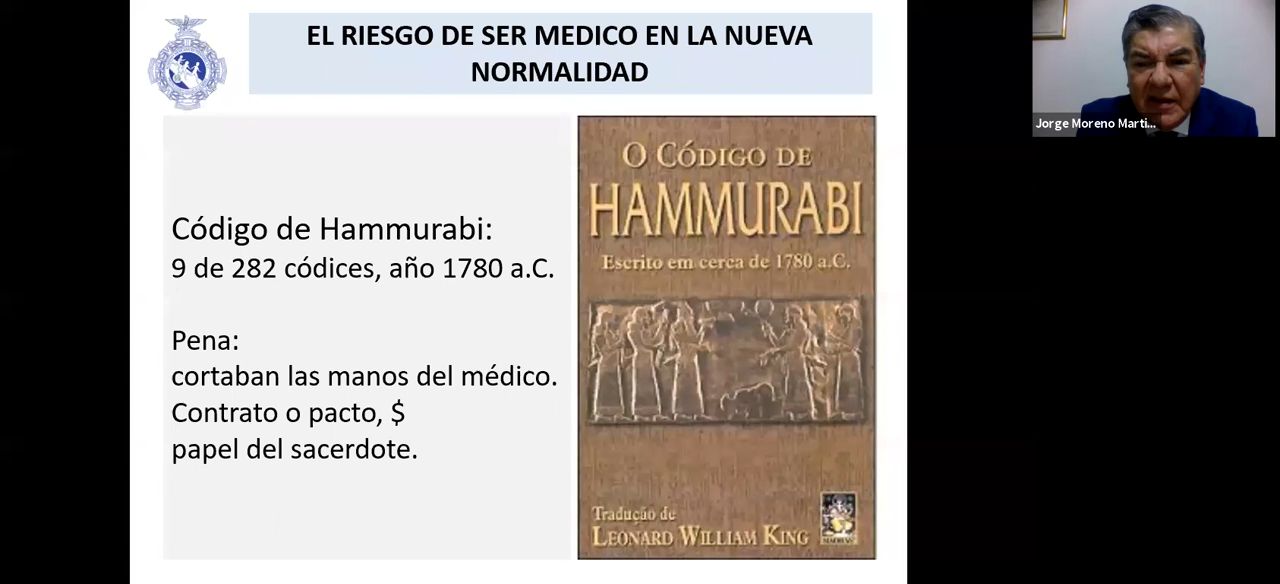 EL RIESGO DE SER MEDICO EN LA NUEVA
NORMALIDAD
Código de Hammurabi:
9 de 282 códices, año 1780 a.C.
Pena:
cortaban las manos del médico.
Contrato o pacto, $
papel del sacerdote.
O CÓDIGO DE
HAMMURABI
Escrito em cerca de 1780 a.C.
Tradução de
LEONARD WILLIAM KING
Jorge Moreno Marti...